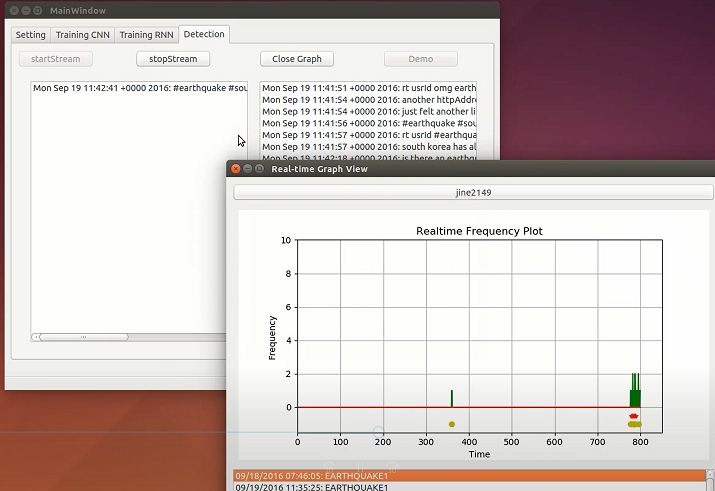 MainWindow
Setting Training CNN Training RNN Detection
startStream stopStream Close Graph Demo
Mon Sep 19 11:42:41 +0000 2016: #earthquake #sou
Mon Sep 19 11:41:51 +0000 2016: rt usrId omg earth
Mon Sep 19 11:41:54 +0000 2016: another httpAddr
Mon Sep 19 11:41:54 +0000 2016: just felt another li
Mon Sep 19 11:41:56 +0000 2016: #earthquake #sou
Mon Sep 19 11:41:57 +0000 2016: rt usrid #earthqua
Mon Sep 19 11:41:57 +0000 2016: south korea has al
Mon Sep 19 11:42:18 +0000 2016: is there an earthqu
Real-time Graph View
jine2149
Realtime Frequency Plot
10
8
6
4
2
0
Frequency
0 100 200 300 400 500 600 700 800
Time
09/18/2016 07:46:05: EARTHQUAKE1
09/19/2016 11:35:25: EARTHQUAKE1